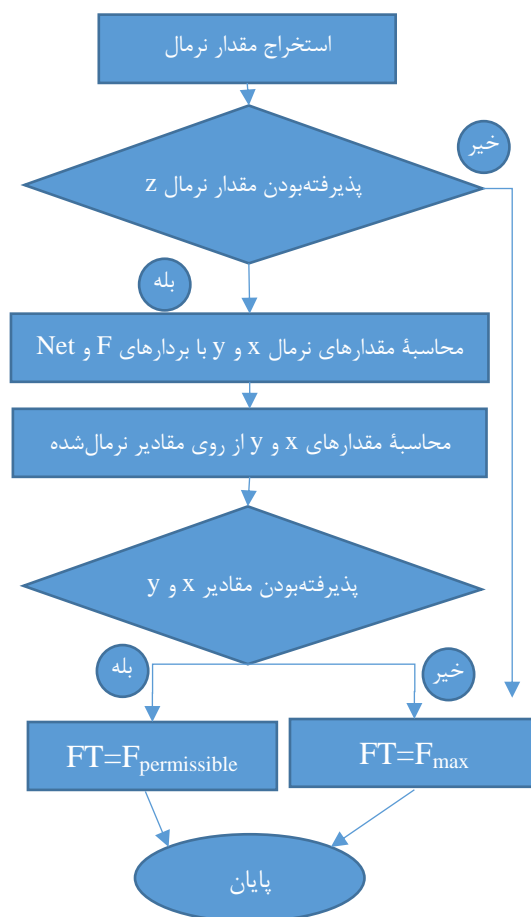 استخراج مقدار نرمال
خیر
پذیرفته‌بودن مقدار نرمال z
بله
محاسبهٔ مقدارهای نرمال x و y با بردارهای F و Net
محاسبهٔ مقدارهای x و y از روی مقادیر نرمال‌شده
پذیرفته‌بودن مقادیر x و y
بله
خیر
FT=Fpermissible
FT=Fmax
پایان